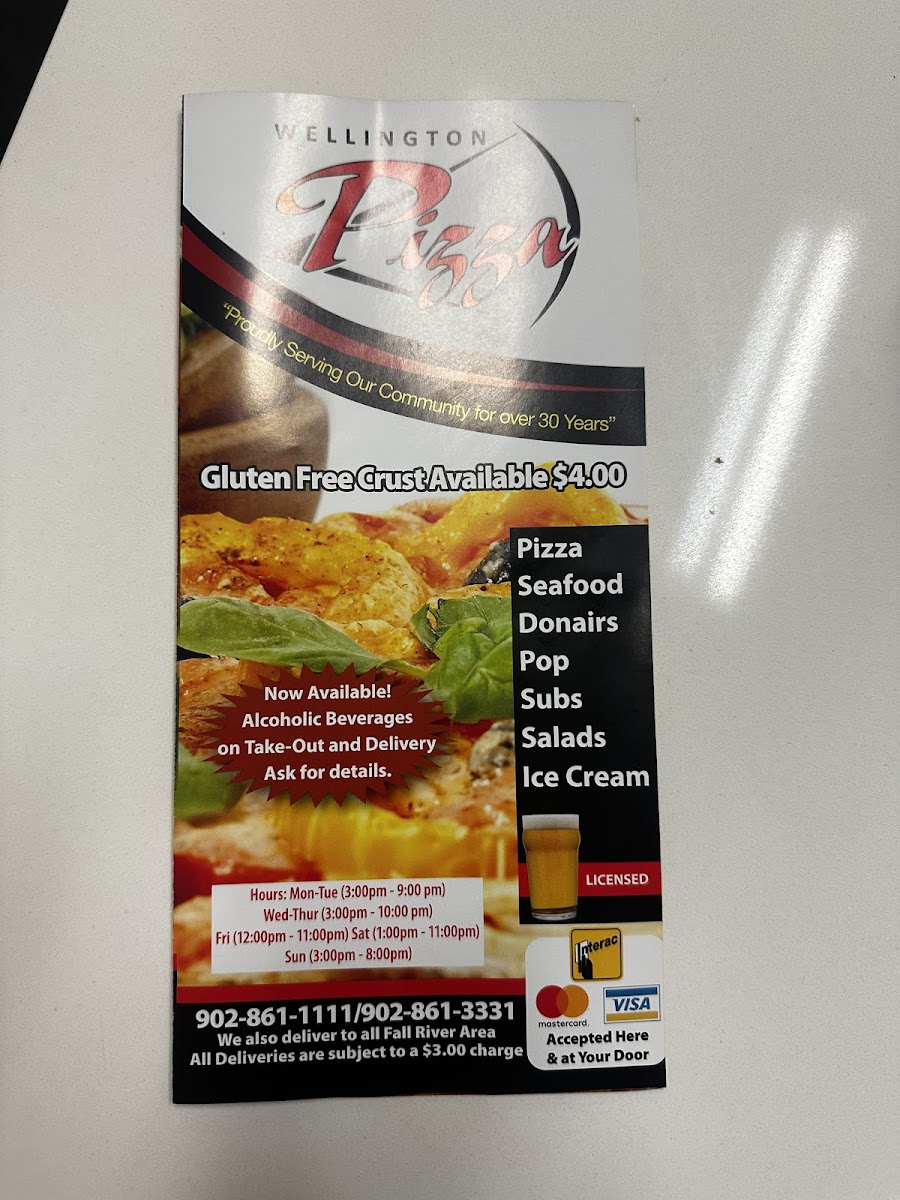 WELLINGTON
Pizza
"Proudly Serving Our Community for over 30 Years"
Gluten Free Crust Available $4.00
Pizza
Seafood
Donairs
Pop
Subs
Salads
Ice Cream
Now Available!
Alcoholic Beverages
on Take-Out and Delivery
Ask for details.
LICENSED
Hours: Mon-Tue (3:00pm - 9:00 pm)
Wed-Thur (3:00pm - 10:00 pm)
Fri (12:00pm - 11:00pm) Sat (1:00pm - 11:00pm)
Sun (3:00pm - 8:00pm)
902-861-1111/902-861-3331
We also deliver to all Fall River Area
All Deliveries are subject to a $3.00 charge
Interac
mastercard.
VISA
Accepted Here
& at Your Door